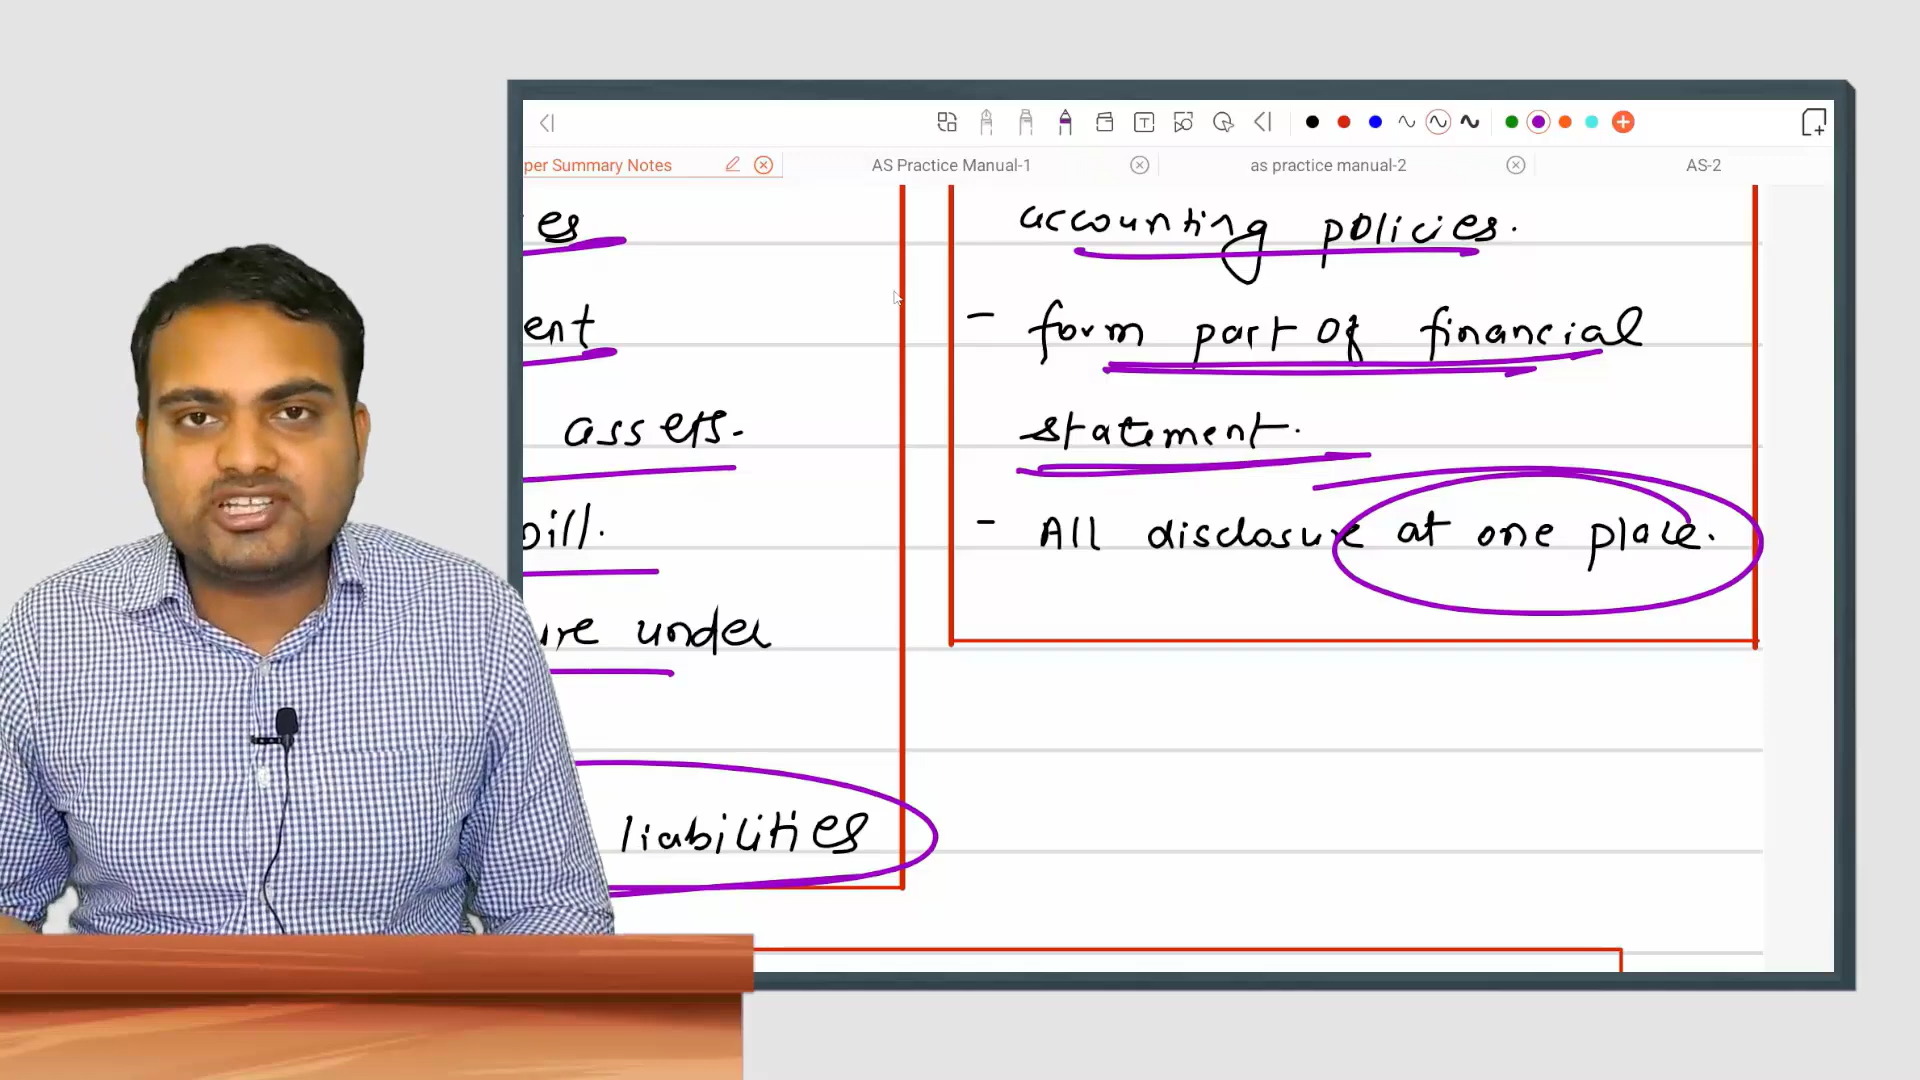 per Summary Notes
AS Practice Manual-1
as practice manual-2
AS-2
es
ent
assets.
bill.
ure under
liabilities
accounting policies.
- form part of financial
statement.
- All disclosure at one place.